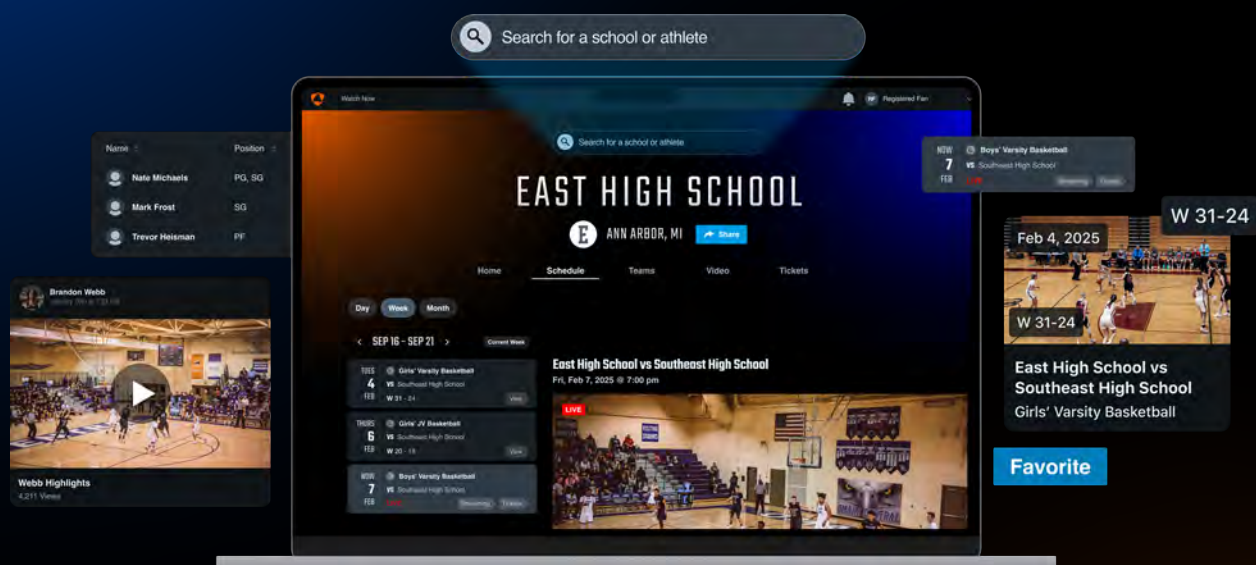 Search for a school or athlete
Watch Now
RF Registered Fan
Search for a school or athlete
EAST HIGH SCHOOL
E ANN ARBOR, MI Share
Home Schedule Teams Video Tickets
Day Week Month
SEP 16 - SEP 21 Current Week
TUES 4 FEB
Girls' Varsity Basketball
VS Southeast High School
W 31 - 24 View
THURS 6 FEB
Girls' JV Basketball
VS Southeast High School
W 20 - 18 View
NOW 7 FEB
Boys' Varsity Basketball
VS Southeast High School
Streaming Tickets
East High School vs Southeast High School
Fri, Feb 7, 2025 @ 7:00 pm
LIVE
Name Position
Nate Michaels PG, SG
Mark Frost SG
Trevor Heisman PF
Brandon Webb
Webb Highlights
4,211 Views
NOW 7 FEB
Boys' Varsity Basketball
VS Southeast High School
Streaming Tickets
W 31-24
Feb 4, 2025
W 31-24
East High School vs
Southeast High School
Girls' Varsity Basketball
Favorite